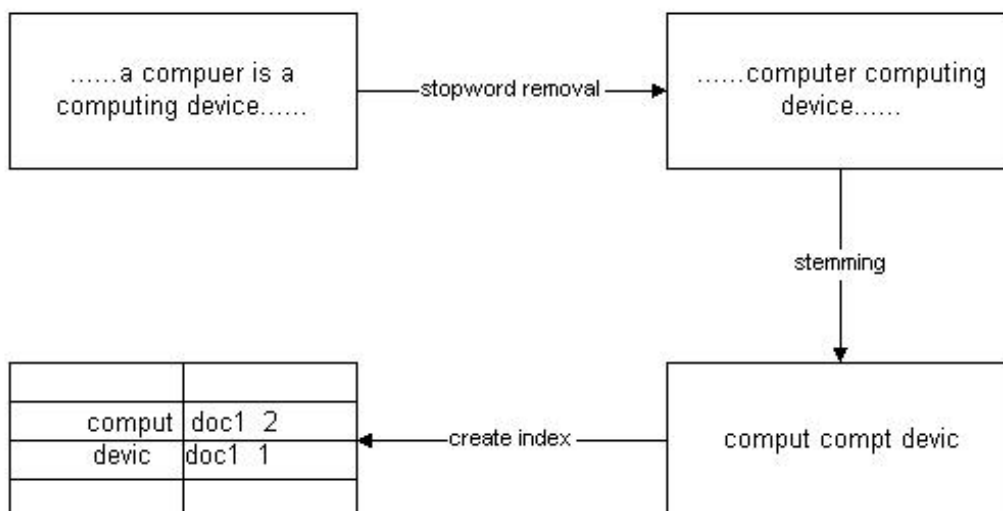 ......a compuer is a
computing device......
stopword removal
......computer computing
device......
stemming
comput compt devic
create index
comput doc1 2
devic doc1 1